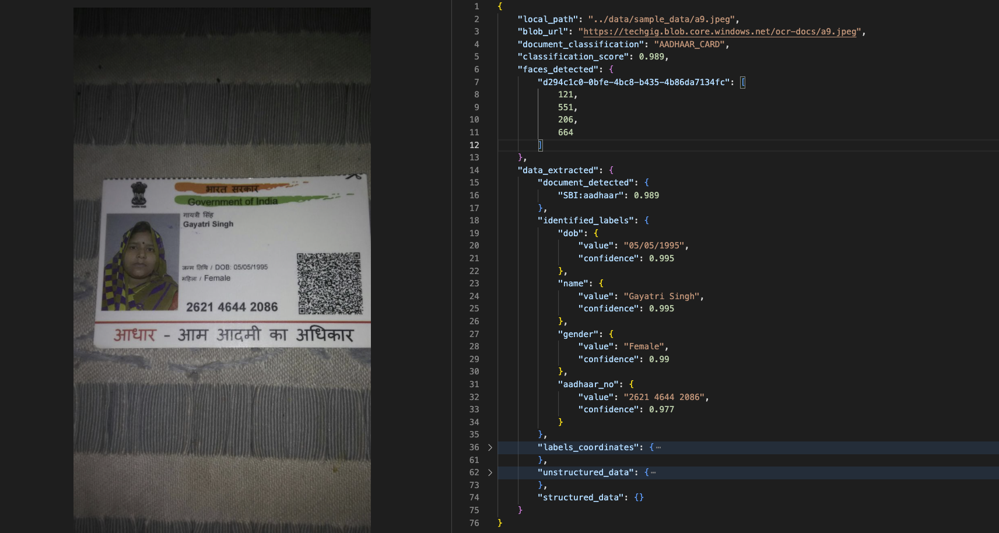 भारत सरकार
Government of India
गायत्री सिंह
Gayatri Singh
जन्म तिथि / DOB: 05/05/1995
महिला / Female
2621 4644 2086
आधार - आम आदमी का अधिकार
1 {
2 "local_path": "../data/sample_data/a9.jpeg",
3 "blob_url": "https://techgig.blob.core.windows.net/ocr-docs/a9.jpeg",
4 "document_classification": "AADHAAR_CARD",
5 "classification_score": 0.989,
6 "faces_detected": {
7 "d294c1c0-0bfe-4bc8-b435-4b86da7134fc": [
8 121,
9 551,
10 206,
11 664
12 ]
13 },
14 "data_extracted": {
15 "document_detected": {
16 "SBI:aadhaar": 0.989
17 },
18 "identified_labels": {
19 "dob": {
20 "value": "05/05/1995",
21 "confidence": 0.995
22 },
23 "name": {
24 "value": "Gayatri Singh",
25 "confidence": 0.995
26 },
27 "gender": {
28 "value": "Female",
29 "confidence": 0.99
30 },
31 "aadhaar_no": {
32 "value": "2621 4644 2086",
33 "confidence": 0.977
34 }
35 },
36 "labels_coordinates": { ⋯
61 },
62 "unstructured_data": { ⋯
73 },
74 "structured_data": {}
75 }
76 }